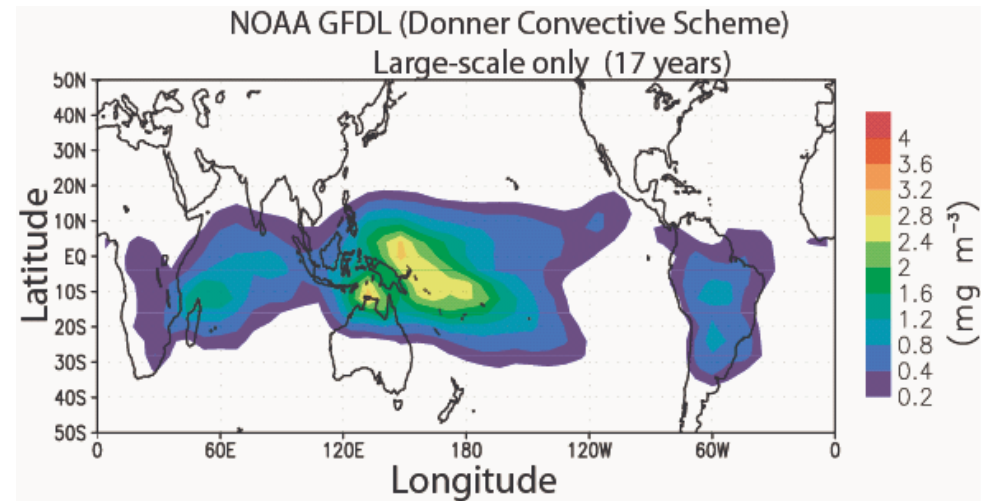 NOAA GFDL (Donner Convective Scheme)
Large-scale only (17 years)
50N
40N
30N
20N
10N
EQ
10S
20S
30S
40S
50S
Latitude
0 60E 120E 180 120W 60W 0
Longitude
4
3.6
3.2
2.8
2.4
2
1.6
1.2
0.8
0.4
0.2
(mg m⁻³)